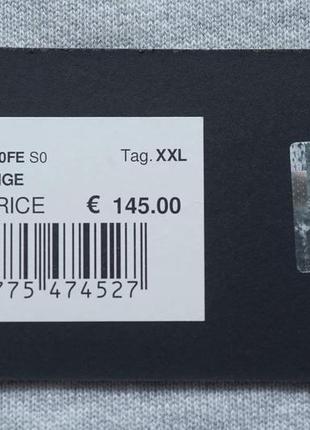 0FE S0 Tag. XXL
IGE
RICE € 145.00
775 474527